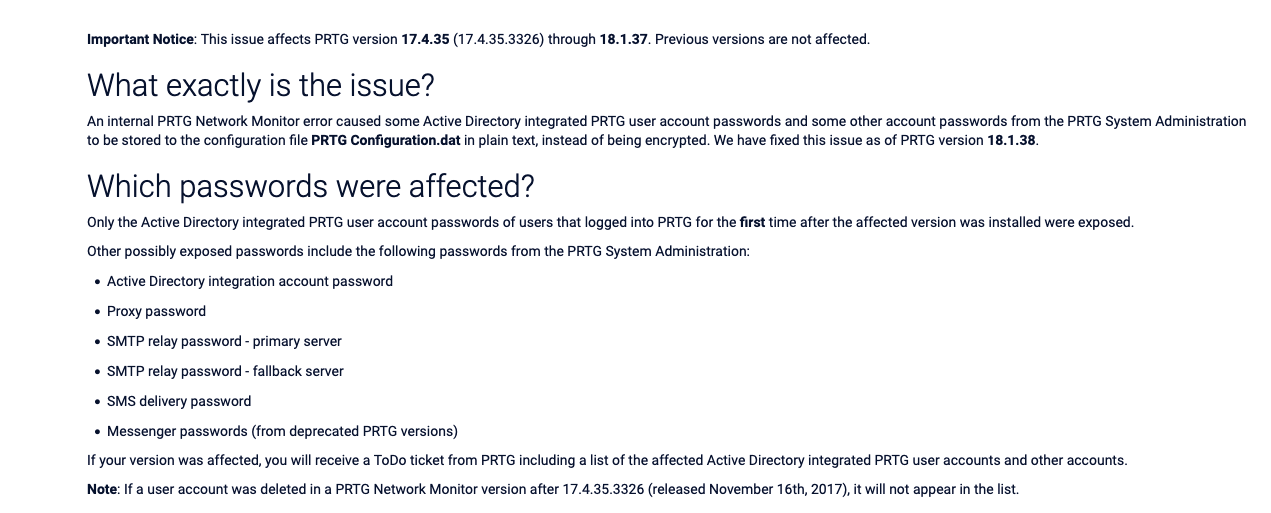 Important Notice: This issue affects PRTG version 17.4.35 (17.4.35.3326) through 18.1.37. Previous versions are not affected.
What exactly is the issue?
An internal PRTG Network Monitor error caused some Active Directory integrated PRTG user account passwords and some other account passwords from the PRTG System Administration
to be stored to the configuration file PRTG Configuration.dat in plain text, instead of being encrypted. We have fixed this issue as of PRTG version 18.1.38.
Which passwords were affected?
Only the Active Directory integrated PRTG user account passwords of users that logged into PRTG for the first time after the affected version was installed were exposed.
Other possibly exposed passwords include the following passwords from the PRTG System Administration:
• Active Directory integration account password
• Proxy password
• SMTP relay password - primary server
• SMTP relay password - fallback server
• SMS delivery password
• Messenger passwords (from deprecated PRTG versions)
If your version was affected, you will receive a ToDo ticket from PRTG including a list of the affected Active Directory integrated PRTG user accounts and other accounts.
Note: If a user account was deleted in a PRTG Network Monitor version after 17.4.35.3326 (released November 16th, 2017), it will not appear in the list.